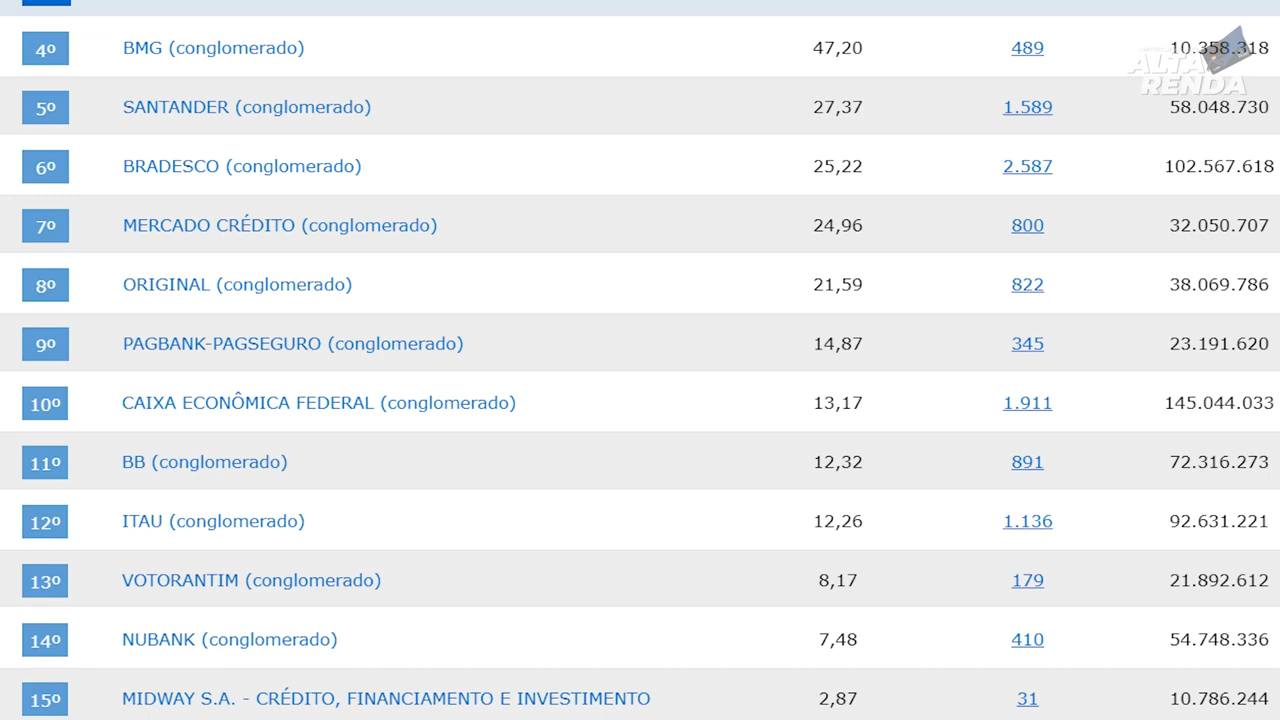 4º BMG (conglomerado) 47,20 489 10.358.318
ALTA RENDA
5º SANTANDER (conglomerado) 27,37 1.589 58.048.730
6º BRADESCO (conglomerado) 25,22 2.587 102.567.618
7º MERCADO CRÉDITO (conglomerado) 24,96 800 32.050.707
8º ORIGINAL (conglomerado) 21,59 822 38.069.786
9º PAGBANK-PAGSEGURO (conglomerado) 14,87 345 23.191.620
10º CAIXA ECONÔMICA FEDERAL (conglomerado) 13,17 1.911 145.044.033
11º BB (conglomerado) 12,32 891 72.316.273
12º ITAU (conglomerado) 12,26 1.136 92.631.221
13º VOTORANTIM (conglomerado) 8,17 179 21.892.612
14º NUBANK (conglomerado) 7,48 410 54.748.336
15º MIDWAY S.A. - CRÉDITO, FINANCIAMENTO E INVESTIMENTO 2,87 31 10.786.244